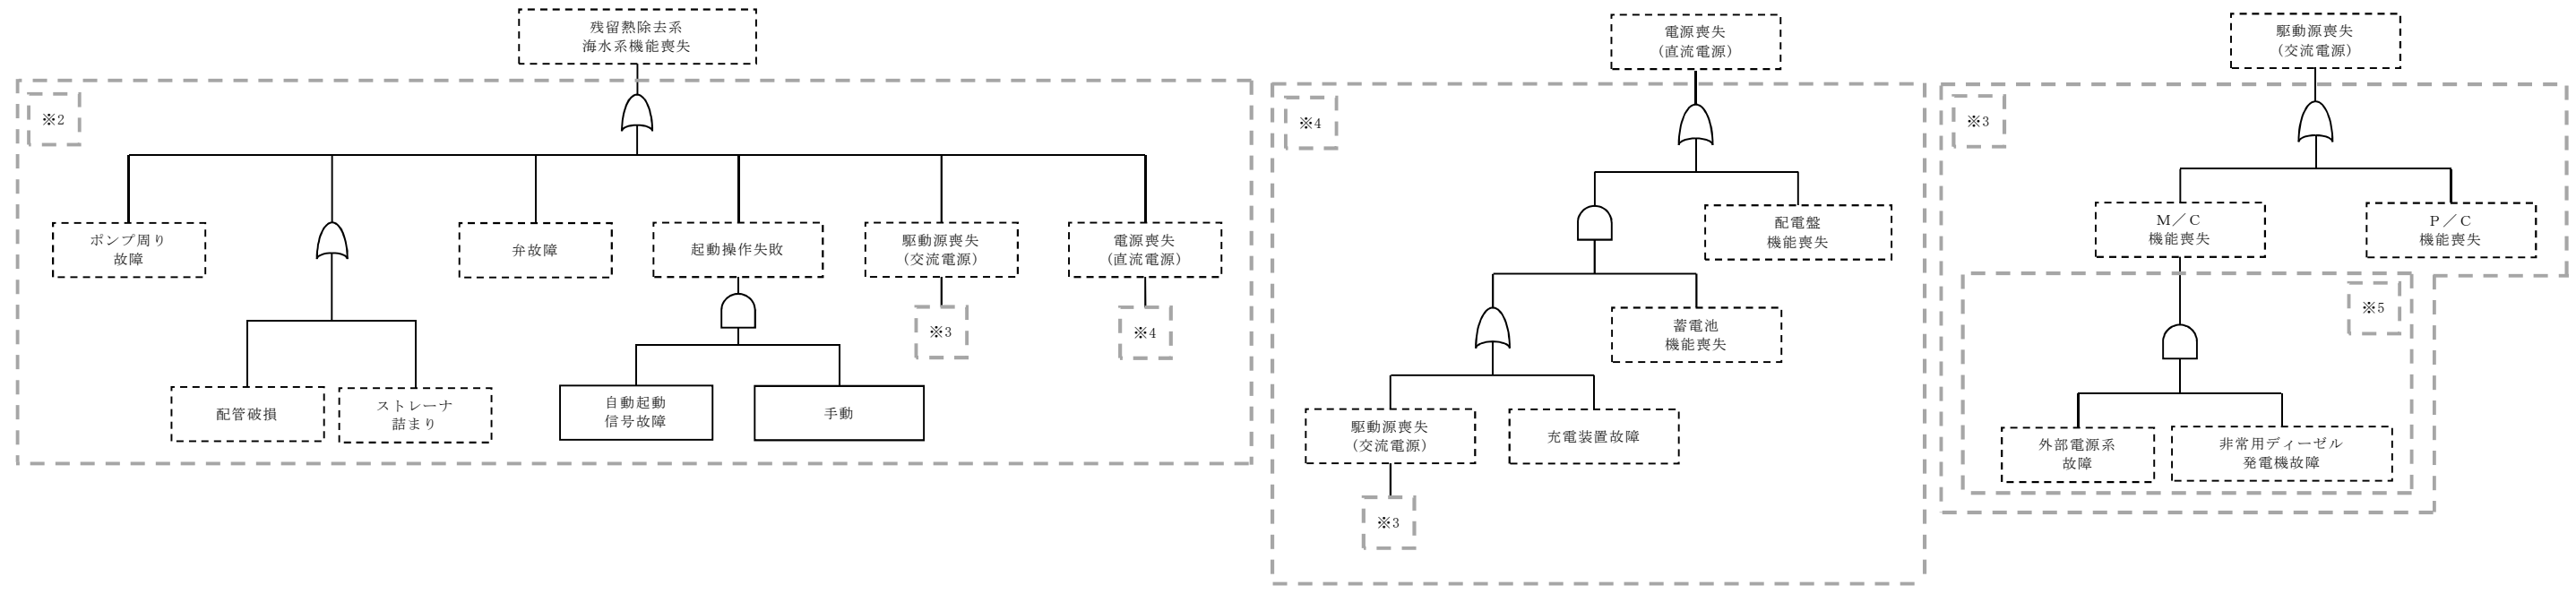 残留熱除去系
海水系機能喪失
※2
ポンプ周り
故障
弁故障
起動操作失敗
駆動源喪失
（交流電源）
電源喪失
（直流電源）
※3
※4
配管破損
ストレーナ
詰まり
自動起動
信号故障
手動
電源喪失
（直流電源）
※4
配電盤
機能喪失
蓄電池
機能喪失
駆動源喪失
（交流電源）
充電装置故障
※3
駆動源喪失
（交流電源）
※3
Ｍ／Ｃ
機能喪失
Ｐ／Ｃ
機能喪失
※5
外部電源系
故障
非常用ディーゼル
発電機故障